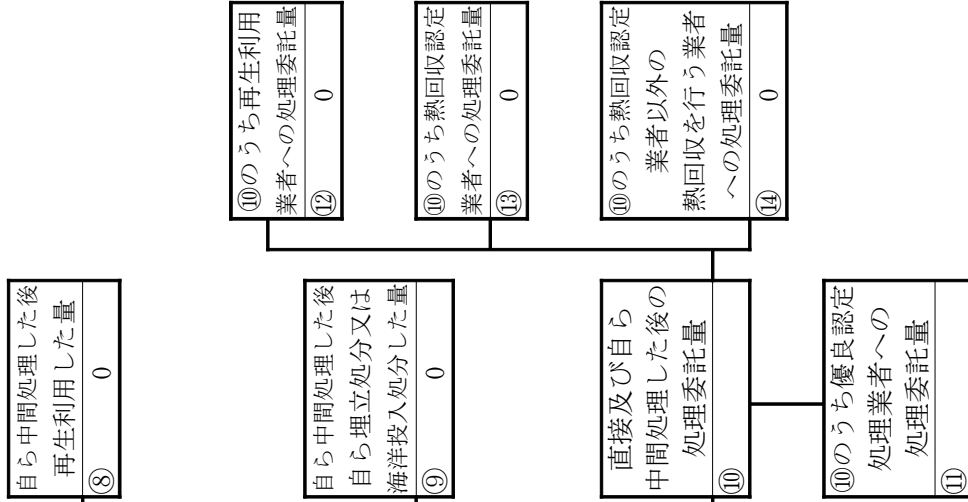 自ら中間処理した後
再生利用した量
⑧ 0
自ら中間処理した後
自ら埋立処分又は
海洋投入処分した量
⑨ 0
直接及び自ら
中間処理した後の
処理委託量
⑩
⑩のうち優良認定
処理業者への
処理委託量
⑪
⑩のうち再生利用
業者への処理委託量
⑫ 0
⑩のうち熱回収認定
業者への処理委託量
⑬ 0
⑩のうち熱回収認定
業者以外の
熱回収を行う業者
への処理委託量
⑭ 0